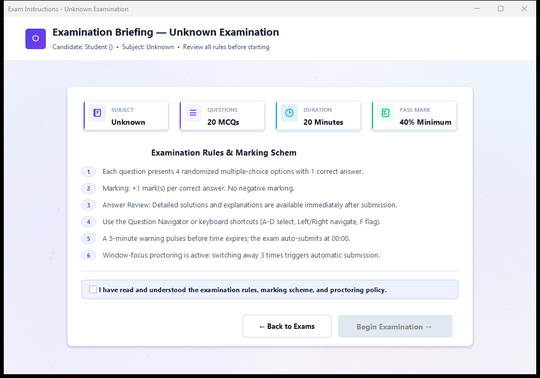 Exam Instructions - Unknown Examination
Examination Briefing — Unknown Examination
Candidate: Student () • Subject: Unknown • Review all rules before starting
SUBJECT
Unknown
QUESTIONS
20 MCQs
DURATION
20 Minutes
PASS MARK
40% Minimum
Examination Rules & Marking Schem
1 Each question presents 4 randomized multiple-choice options with 1 correct answer.
2 Marking: +1 mark(s) per correct answer. No negative marking.
3 Answer Review: Detailed solutions and explanations are available immediately after submission.
4 Use the Question Navigator or keyboard shortcuts (A-D select, Left/Right navigate, F flag).
5 A 5-minute warning pulses before time expires; the exam auto-submits at 00:00.
6 Window-focus proctoring is active: switching away 3 times triggers automatic submission.
I have read and understood the examination rules, marking scheme, and proctoring policy.
← Back to Exams
Begin Examination →